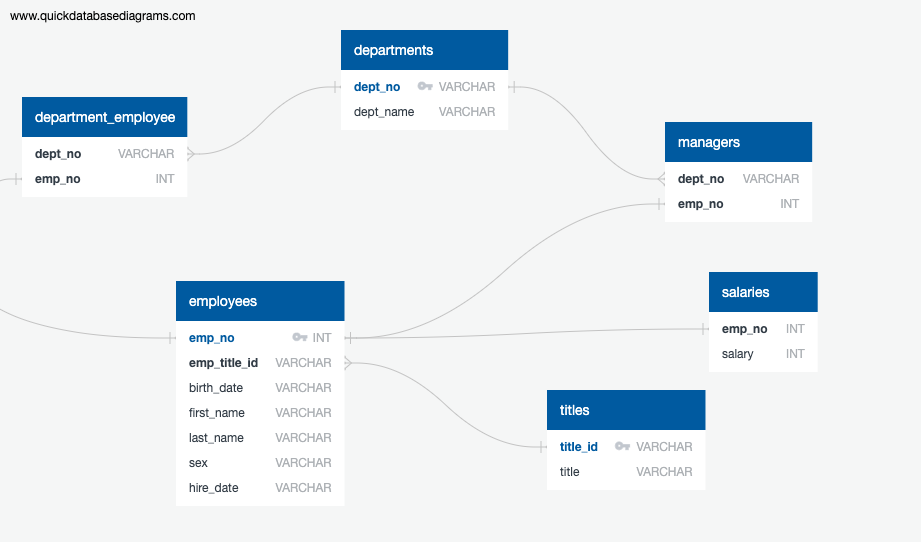 www.quickdatabasediagrams.com
departments
dept_no VARCHAR
dept_name VARCHAR
department_employee
dept_no VARCHAR
emp_no INT
managers
dept_no VARCHAR
emp_no INT
employees
emp_no INT
emp_title_id VARCHAR
birth_date VARCHAR
first_name VARCHAR
last_name VARCHAR
sex VARCHAR
hire_date VARCHAR
salaries
emp_no INT
salary INT
titles
title_id VARCHAR
title VARCHAR